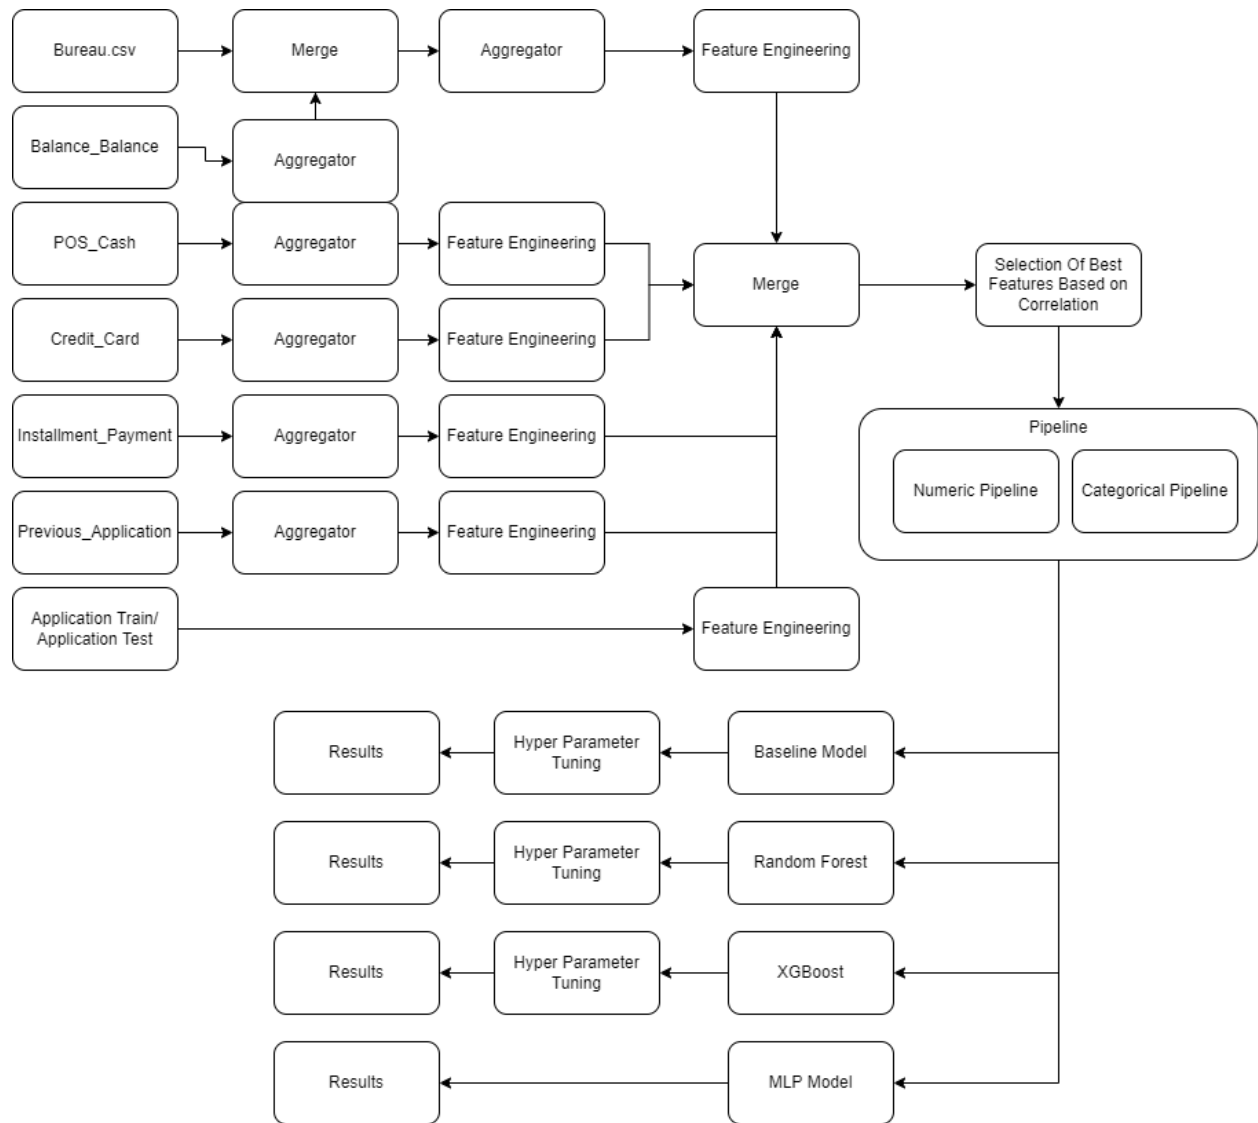 Bureau.csv
Merge
Aggregator
Feature Engineering
Balance_Balance
Aggregator
POS_Cash
Aggregator
Feature Engineering
Merge
Selection Of Best
Features Based on
Correlation
Credit_Card
Aggregator
Feature Engineering
Installment_Payment
Aggregator
Feature Engineering
Pipeline
Numeric Pipeline
Categorical Pipeline
Previous_Application
Aggregator
Feature Engineering
Application Train/
Application Test
Feature Engineering
Results
Hyper Parameter
Tuning
Baseline Model
Results
Hyper Parameter
Tuning
Random Forest
Results
Hyper Parameter
Tuning
XGBoost
Results
MLP Model